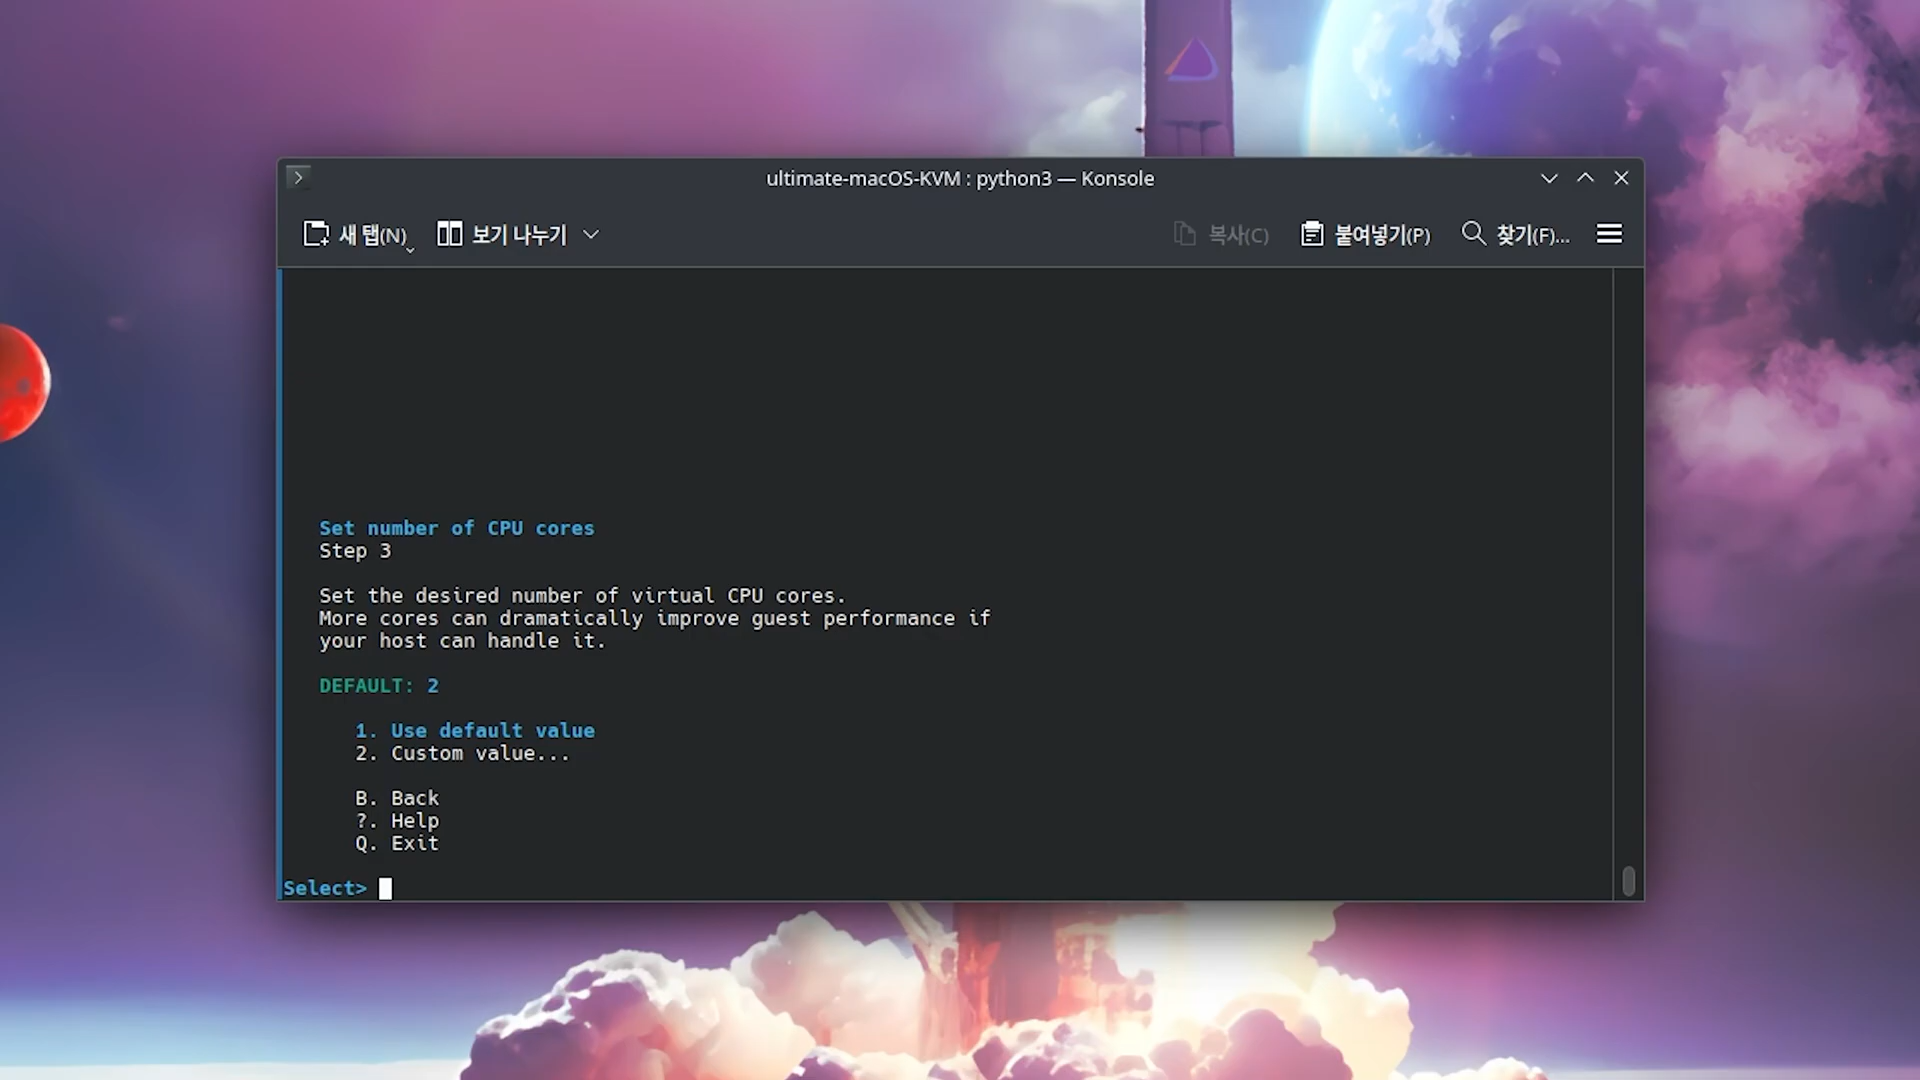 ultimate-macOS-KVM : python3 — Konsole
새 탭(N)
보기 나누기
복사(C)
붙여넣기(P)
찾기(F)...
Set number of CPU cores
Step 3
Set the desired number of virtual CPU cores.
More cores can dramatically improve guest performance if
your host can handle it.
DEFAULT: 2
1. Use default value
2. Custom value...
B. Back
?. Help
Q. Exit
Select>